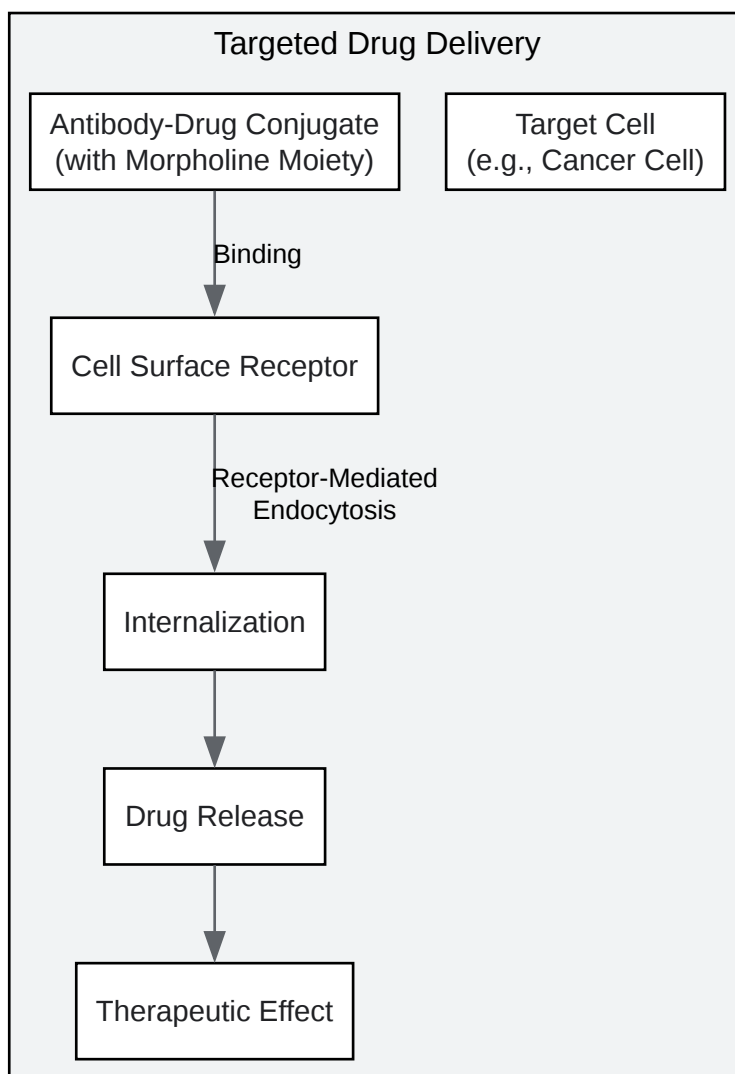 Targeted Drug Delivery
Antibody-Drug Conjugate
(with Morpholine Moiety)
Target Cell
(e.g., Cancer Cell)
Binding
Cell Surface Receptor
Receptor-Mediated
Endocytosis
Internalization
Drug Release
Therapeutic Effect